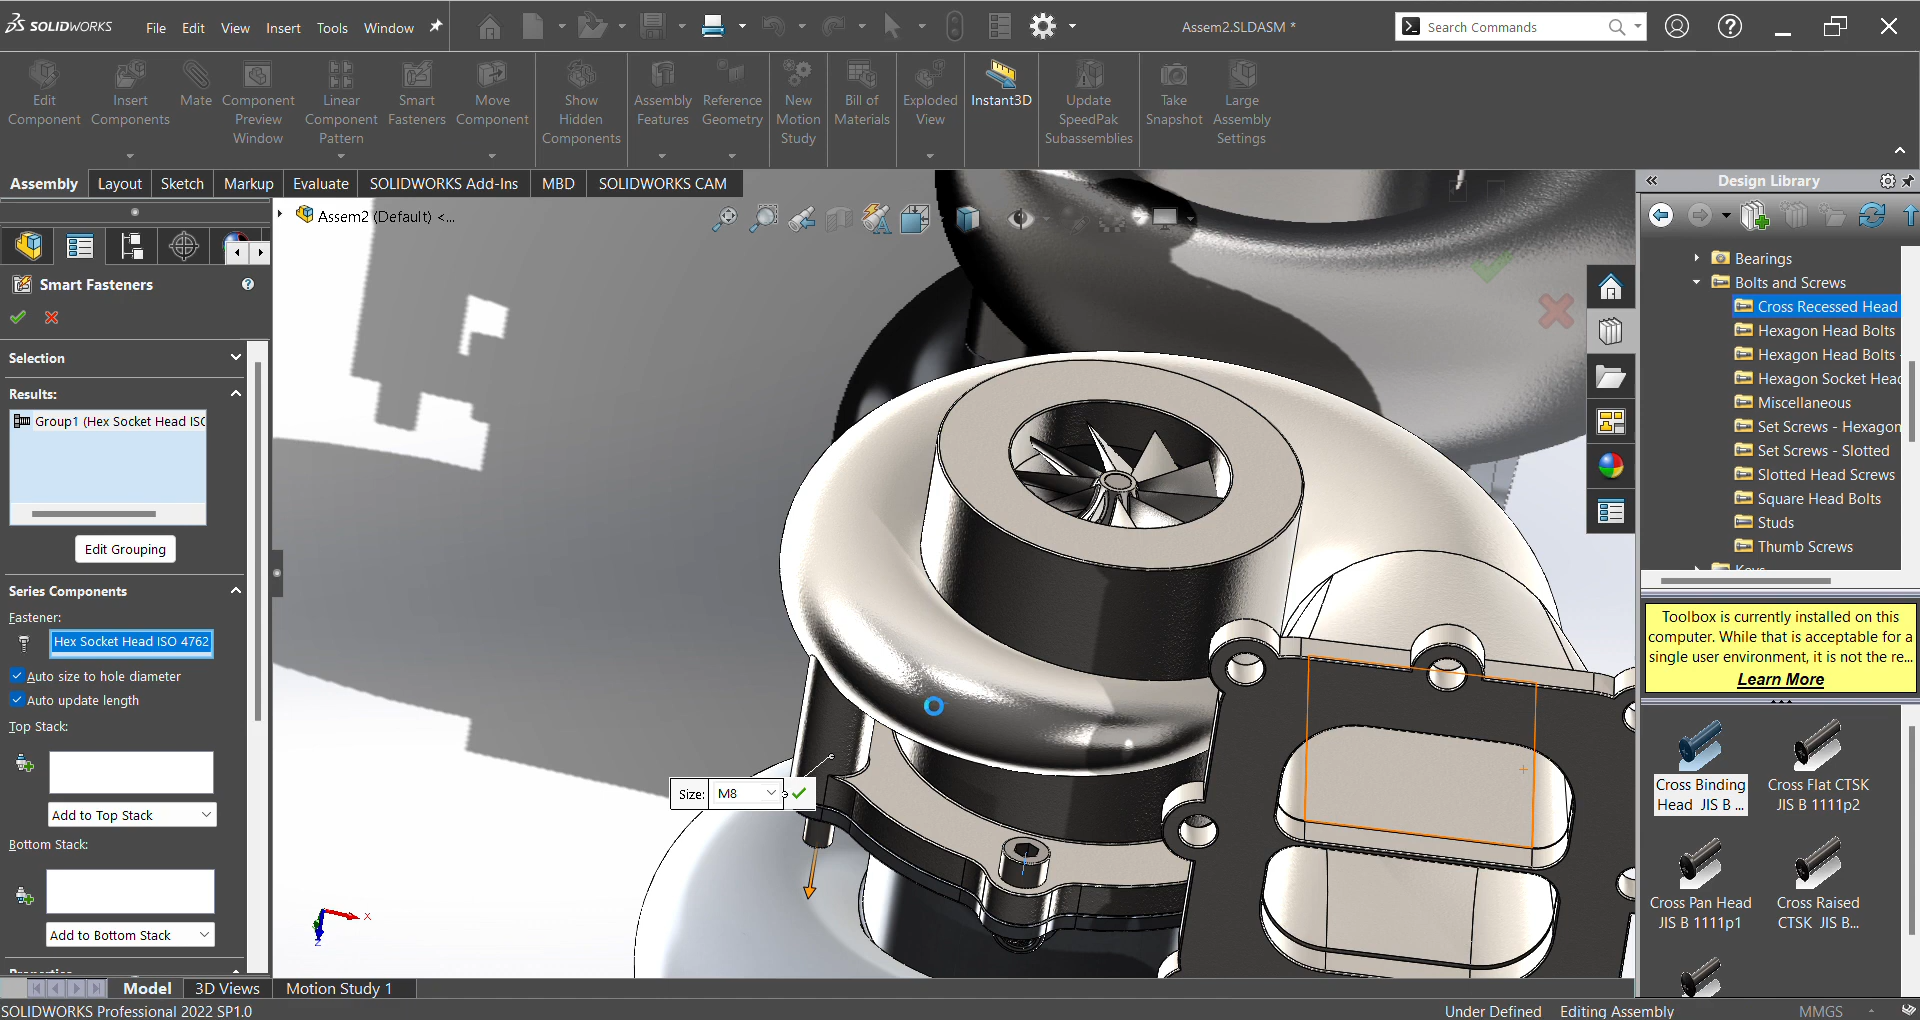 SOLIDWORKS
File Edit View Insert Tools Window
Assem2.SLDASM *
Search Commands
Edit Component
Insert Components
Mate
Component Preview Window
Linear Component Pattern
Smart Fasteners
Move Component
Show Hidden Components
Assembly Features
Reference Geometry
New Motion Study
Bill of Materials
Exploded View
Instant3D
Update SpeedPak Subassemblies
Take Snapshot
Large Assembly Settings
Assembly Layout Sketch Markup Evaluate SOLIDWORKS Add-Ins MBD SOLIDWORKS CAM
Assem2 (Default) <...
Smart Fasteners
Selection
Results:
Group1 (Hex Socket Head ISO
Edit Grouping
Series Components
Fastener:
Hex Socket Head ISO 4762
Auto size to hole diameter
Auto update length
Top Stack:
Add to Top Stack
Bottom Stack:
Add to Bottom Stack
Size: M8
X
Z
Design Library
Bearings
Bolts and Screws
Cross Recessed Head
Hexagon Head Bolts
Hexagon Head Bolts -
Hexagon Socket Head
Miscellaneous
Set Screws - Hexagon
Set Screws - Slotted
Slotted Head Screws
Square Head Bolts
Studs
Thumb Screws
Keys
Toolbox is currently installed on this
computer. While that is acceptable for a
single user environment, it is not the re...
Learn More
Cross Binding
Head JIS B ...
Cross Flat CTSK
JIS B 1111p2
Cross Pan Head
JIS B 1111p1
Cross Raised
CTSK JIS B...
Model 3D Views Motion Study 1
SOLIDWORKS Professional 2022 SP1.0
Under Defined Editing Assembly MMGS